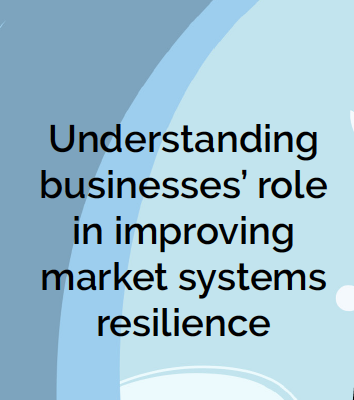 Understanding
businesses’ role
in improving
market systems
resilience